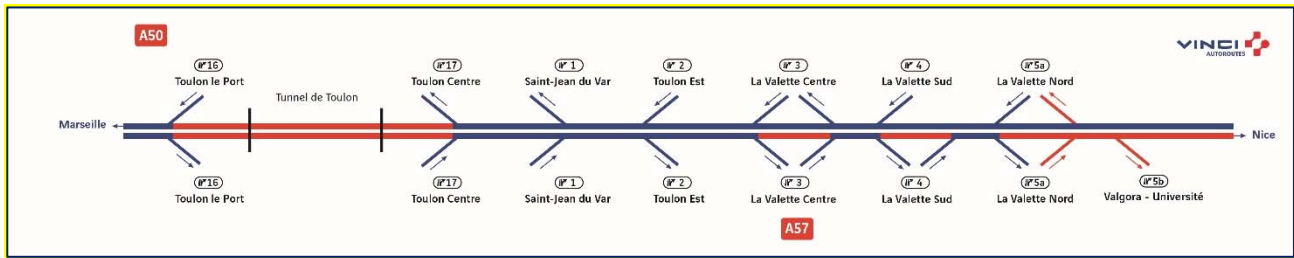 A50
VINCI
AUTOROUTES
n°16
n°17
n° 1
n° 2
n° 3
n° 4
n°5a
Toulon le Port
Toulon Centre
Saint-Jean du Var
Toulon Est
La Valette Centre
La Valette Sud
La Valette Nord
Tunnel de Toulon
Marseille
Nice
n°16
n°17
n° 1
n° 2
n° 3
n° 4
n°5a
n°5b
Toulon le Port
Toulon Centre
Saint-Jean du Var
Toulon Est
La Valette Centre
La Valette Sud
La Valette Nord
Valgora - Université
A57